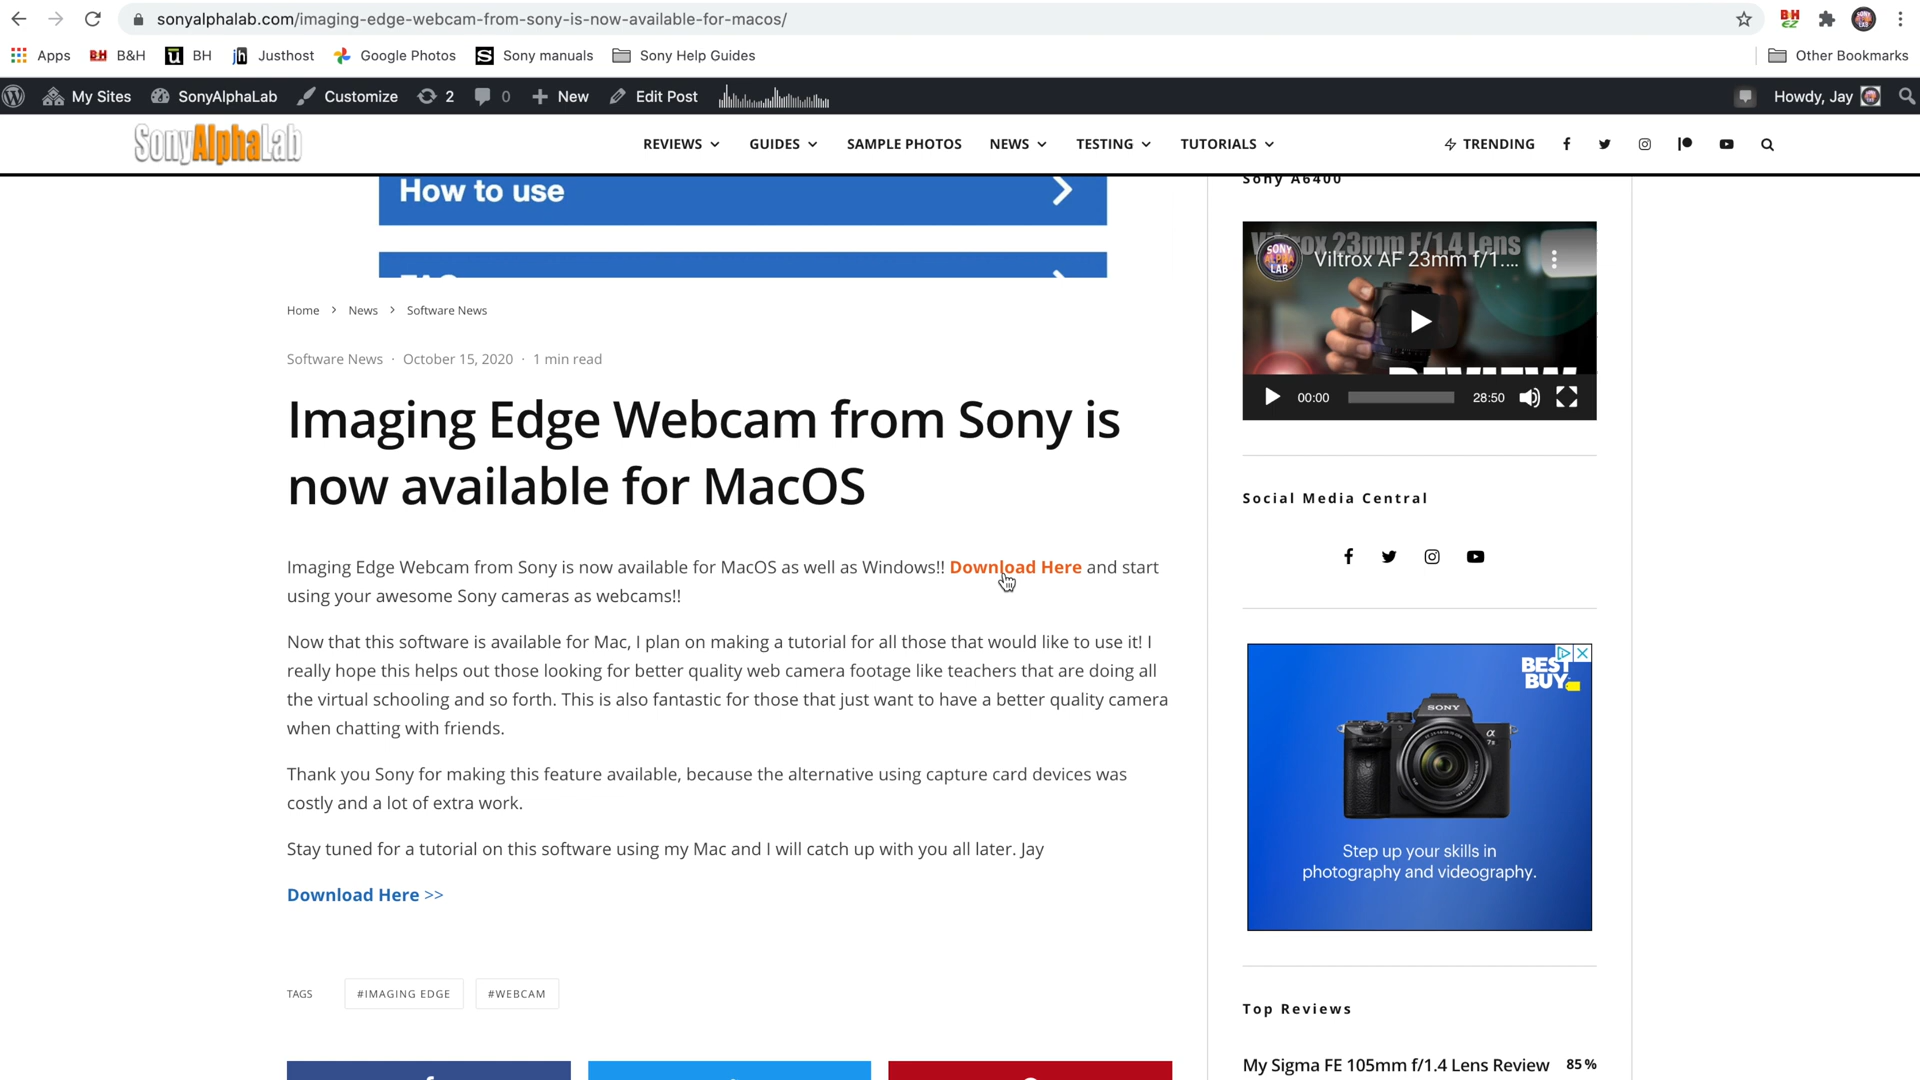 sonyalphalab.com/imaging-edge-webcam-from-sony-is-now-available-for-macos/
Apps B&H BH Justhost Google Photos Sony manuals Sony Help Guides Other Bookmarks
My Sites SonyAlphaLab Customize 2 0 New Edit Post Howdy, Jay
SonyAlphaLab REVIEWS GUIDES SAMPLE PHOTOS NEWS TESTING TUTORIALS TRENDING
How to use
FAQ
Home > News > Software News
Software News · October 15, 2020 · 1 min read
Imaging Edge Webcam from Sony is
now available for MacOS
Imaging Edge Webcam from Sony is now available for MacOS as well as Windows!! Download Here and start
using your awesome Sony cameras as webcams!!
Now that this software is available for Mac, I plan on making a tutorial for all those that would like to use it! I
really hope this helps out those looking for better quality web camera footage like teachers that are doing all
the virtual schooling and so forth. This is also fantastic for those that just want to have a better quality camera
when chatting with friends.
Thank you Sony for making this feature available, because the alternative using capture card devices was
costly and a lot of extra work.
Stay tuned for a tutorial on this software using my Mac and I will catch up with you all later. Jay
Download Here >>
TAGS #IMAGING EDGE #WEBCAM
Sony A6400
Viltrox 23mm F/1.4 Lens
SONY ALPHA LAB
Viltrox AF 23mm f/1....
REVIEW
00:00 28:50
Social Media Central
BEST BUY
SONY
α
Step up your skills in
photography and videography.
Top Reviews
My Sigma FE 105mm f/1.4 Lens Review 85%